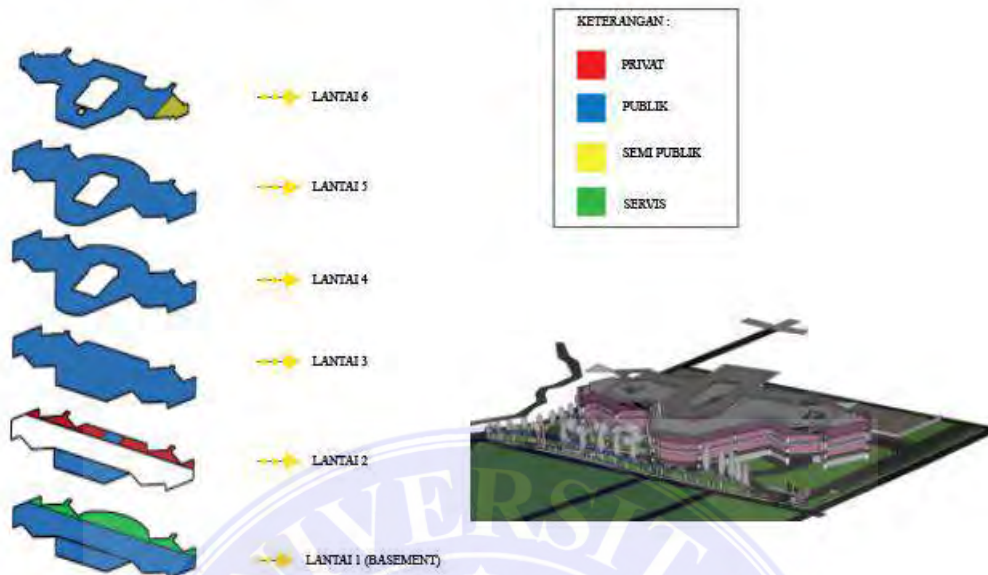 KETERANGAN :
PRIVAT
PUBLIK
SEMI PUBLIK
SERVIS
LANTAI 6
LANTAI 5
LANTAI 4
LANTAI 3
LANTAI 2
LANTAI 1 (BASEMENT)
NIVERSIT